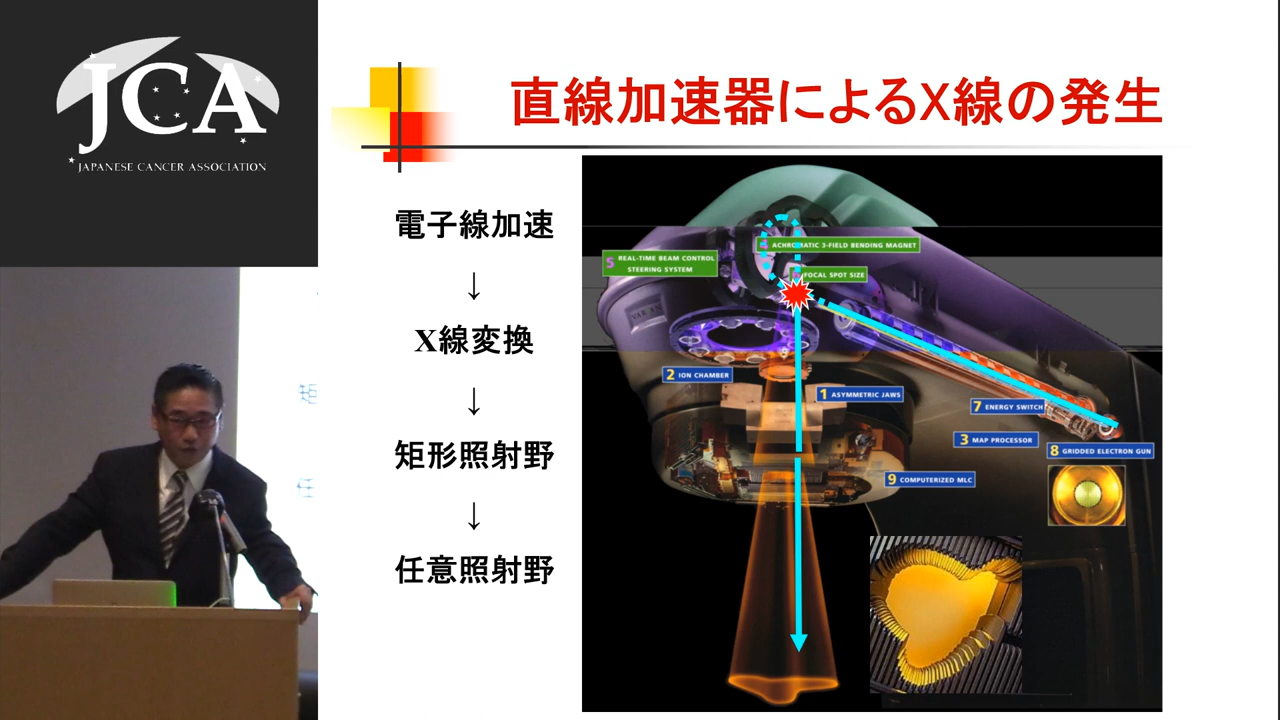 JCA
JAPANESE CANCER ASSOCIATION
直線加速器によるX線の発生
電子線加速
↓
X線変換
↓
矩形照射野
↓
任意照射野
4 ACHROMATIC 3-FIELD BENDING MAGNET
5 REAL-TIME BEAM CONTROL
STEERING SYSTEM
FOCAL SPOT SIZE
VARIAN
2 ION CHAMBER
1 ASYMMETRIC JAWS
7 ENERGY SWITCH
3 MAP PROCESSOR
8 GRIDDED ELECTRON GUN
9 COMPUTERIZED MLC